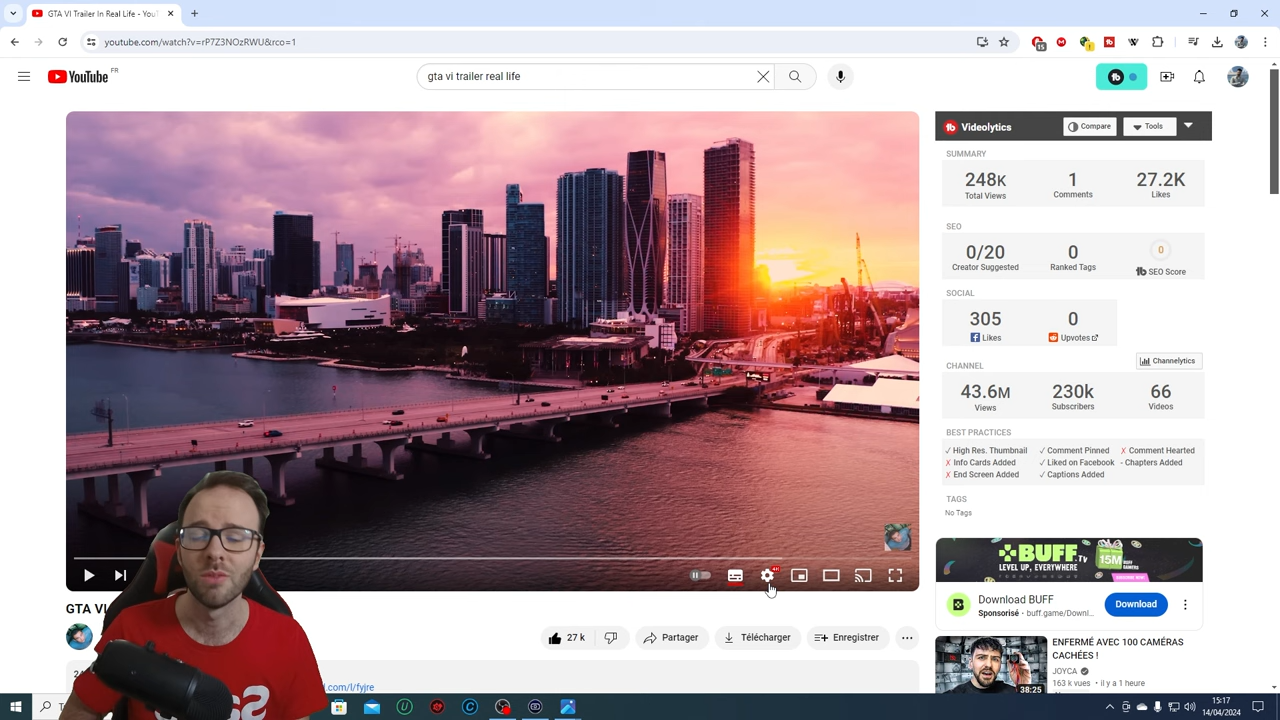 GTA VI Trailer In Real Life - You
youtube.com/watch?v=rP7Z3NOzRWU&rco=1
15
YouTube FR
gta vi trailer real life
Videolytics
Compare
Tools
SUMMARY
248K
Total Views
1
Comments
27.2K
Likes
SEO
0/20
Creator Suggested
0
Ranked Tags
0
SEO Score
SOCIAL
305
Likes
0
Upvotes
Channelytics
CHANNEL
43.6M
Views
230k
Subscribers
66
Videos
BEST PRACTICES
✓ High Res. Thumbnail
✓ Comment Pinned
✗ Comment Hearted
✗ Info Cards Added
✓ Liked on Facebook
- Chapters Added
✗ End Screen Added
✓ Captions Added
TAGS
No Tags
BUFF.TV
LEVEL UP, EVERYWHERE
15M
Download BUFF
Sponsorisé · buff.game/Downl...
Download
GTA VI
27 k
Partager
Télécharger
Enregistrer
.com/l/fyjre
ENFERMÉ AVEC 100 CAMÉRAS
CACHÉES !
JOYCA
163 k vues · il y a 1 heure
38:25
15:17
14/04/2024